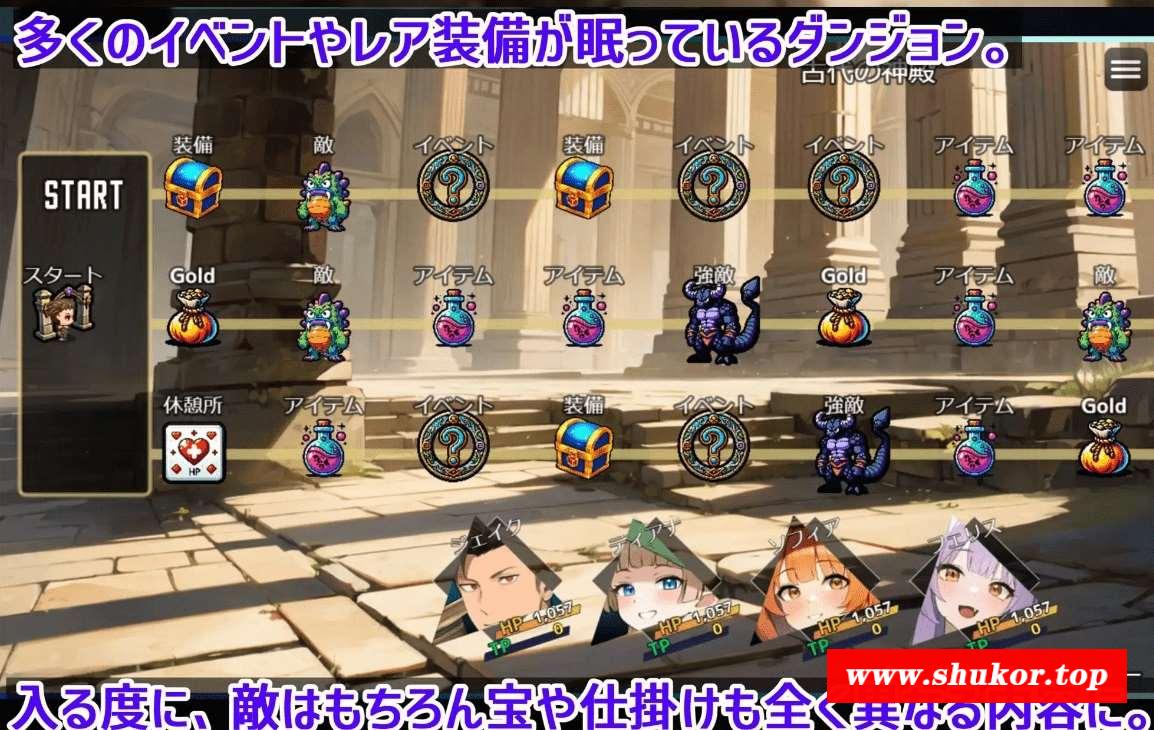 多くのイベントやレア装備が眠っているダンジョン。
古代の神殿
装備 敵 イベント 装備 イベント イベント アイテム アイテム
START
スタート Gold 敵 アイテム アイテム 強敵 Gold アイテム 敵
休憩所 アイテム イベント 装備 イベント 強敵 アイテム Gold
HP
ジェイク ティアナ ソフィア フェリス
HP 1,057 HP 1,057 HP 1,057 HP 1,057
TP 0 TP 0 TP 0 TP 0
www.shukor.top
入る度に、敵はもちろん宝や仕掛けも全く異なる内容に。